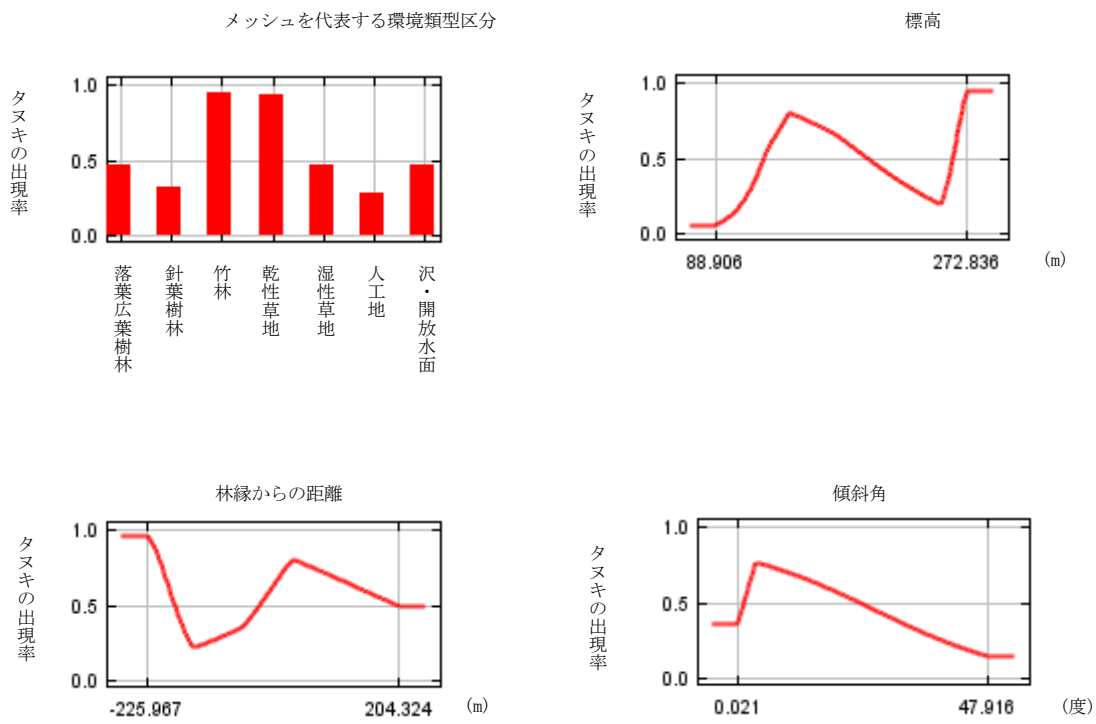 メッシュを代表する環境類型区分
タヌキの出現率
1.0
0.5
0.0
落葉広葉樹林
針葉樹林
竹林
乾性草地
湿性草地
人工地
沢・開放水面
標高
タヌキの出現率
1.0
0.5
0.0
88.906
272.836
(m)
林縁からの距離
タヌキの出現率
1.0
0.5
0.0
-225.967
204.324
(m)
傾斜角
タヌキの出現率
1.0
0.5
0.0
0.021
47.916
(度)